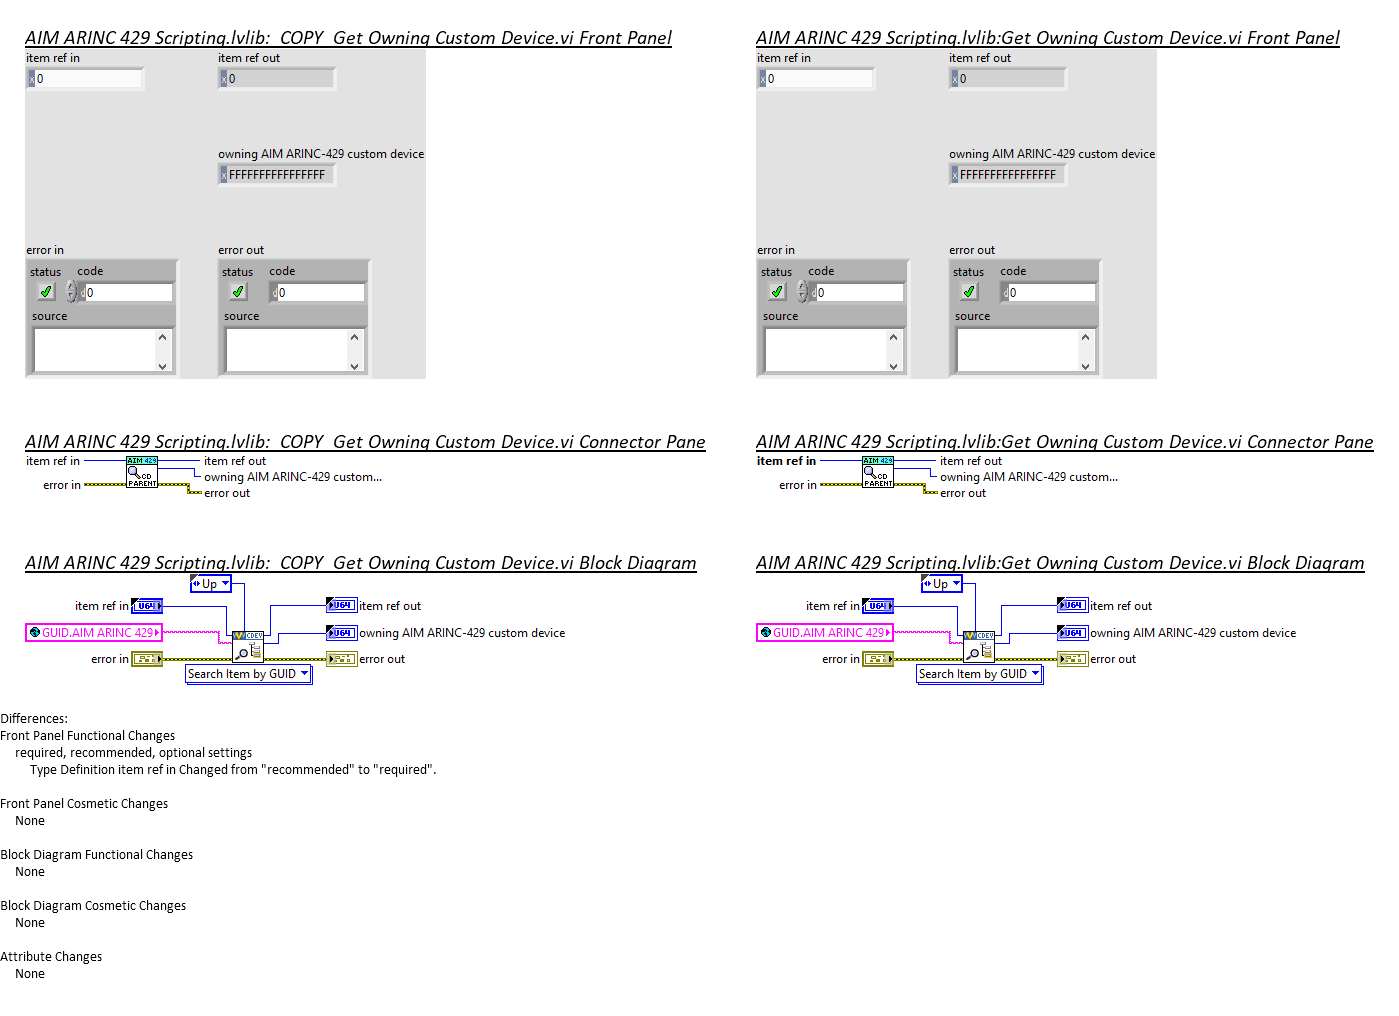 AIM ARINC 429 Scripting.lvlib:  COPY  Get Owning Custom Device.vi Front Panel
item ref in
item ref out
x 0
x 0
owning AIM ARINC-429 custom device
x FFFFFFFFFFFFFFFF
error in
error out
status code
status code
d 0
d 0
source
source
AIM ARINC 429 Scripting.lvlib:Get Owning Custom Device.vi Front Panel
item ref in
item ref out
x 0
x 0
owning AIM ARINC-429 custom device
x FFFFFFFFFFFFFFFF
error in
error out
status code
status code
d 0
d 0
source
source
AIM ARINC 429 Scripting.lvlib:  COPY  Get Owning Custom Device.vi Connector Pane
item ref in
AIM 429
CD
PARENT
item ref out
owning AIM ARINC-429 custom...
error in
error out
AIM ARINC 429 Scripting.lvlib:Get Owning Custom Device.vi Connector Pane
item ref in
AIM 429
CD
PARENT
item ref out
owning AIM ARINC-429 custom...
error in
error out
AIM ARINC 429 Scripting.lvlib:  COPY  Get Owning Custom Device.vi Block Diagram
Up
item ref in
U64
U64
item ref out
GUID.AIM ARINC 429
CDEV
U64
owning AIM ARINC-429 custom device
error in
error out
Search Item by GUID
AIM ARINC 429 Scripting.lvlib:Get Owning Custom Device.vi Block Diagram
Up
item ref in
U64
U64
item ref out
GUID.AIM ARINC 429
CDEV
U64
owning AIM ARINC-429 custom device
error in
error out
Search Item by GUID
Differences:
Front Panel Functional Changes
required, recommended, optional settings
Type Definition item ref in Changed from "recommended" to "required".
Front Panel Cosmetic Changes
None
Block Diagram Functional Changes
None
Block Diagram Cosmetic Changes
None
Attribute Changes
None